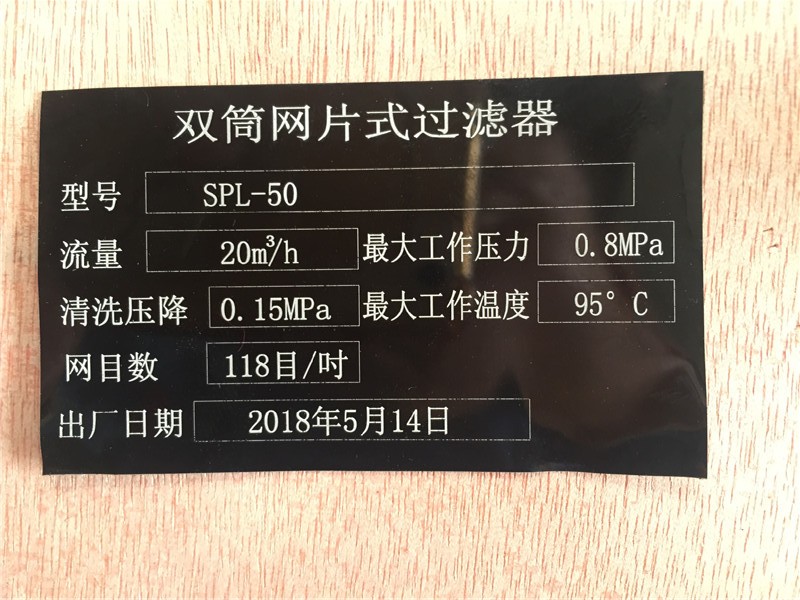 双筒网片式过滤器
型号 SPL-50
流量 20m³/h 最大工作压力 0.8MPa
清洗压降 0.15MPa 最大工作温度 95°C
网目数 118目/吋
出厂日期 2018年5月14日